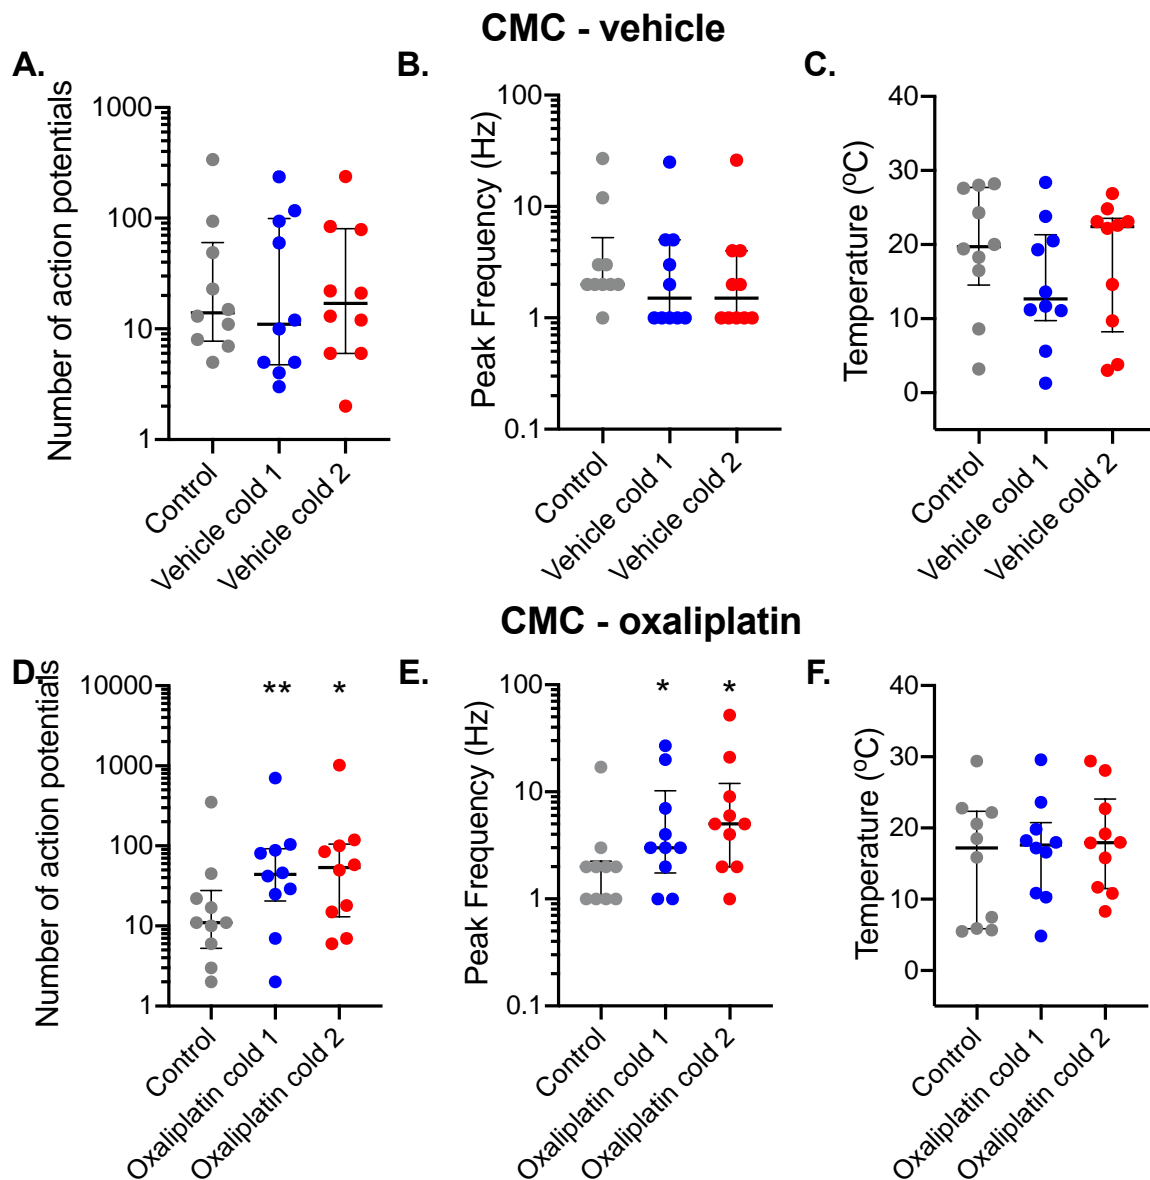 CMC - vehicle
A.
Number of action potentials
1000
100
10
1
Control
Vehicle cold 1
Vehicle cold 2
B.
Peak Frequency (Hz)
100
10
1
0.1
Control
Vehicle cold 1
Vehicle cold 2
C.
Temperature (ºC)
40
30
20
10
0
Control
Vehicle cold 1
Vehicle cold 2
CMC - oxaliplatin
D.
Number of action potentials
10000
1000
100
10
1
** *
Control
Oxaliplatin cold 1
Oxaliplatin cold 2
E.
Peak Frequency (Hz)
100
10
1
0.1
* *
Control
Oxaliplatin cold 1
Oxaliplatin cold 2
F.
Temperature (ºC)
40
30
20
10
0
Control
Oxaliplatin cold 1
Oxaliplatin cold 2